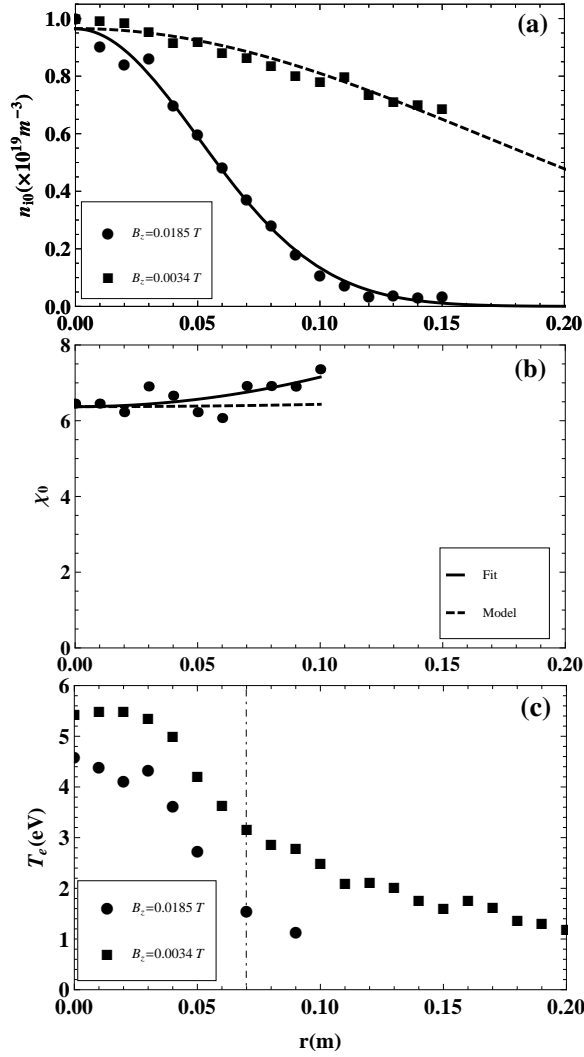 (a)
1.0
0.8
0.6
0.4
0.2
0.0
n_{i0}(×10^{19}m^{−3})
B_z=0.0185 T
B_z=0.0034 T
0.00 0.05 0.10 0.15 0.20
(b)
8
6
4
2
0
χ_0
Fit
Model
0.00 0.05 0.10 0.15 0.20
(c)
6
5
4
3
2
1
0
T_e(eV)
B_z=0.0185 T
B_z=0.0034 T
0.00 0.05 0.10 0.15 0.20
r(m)